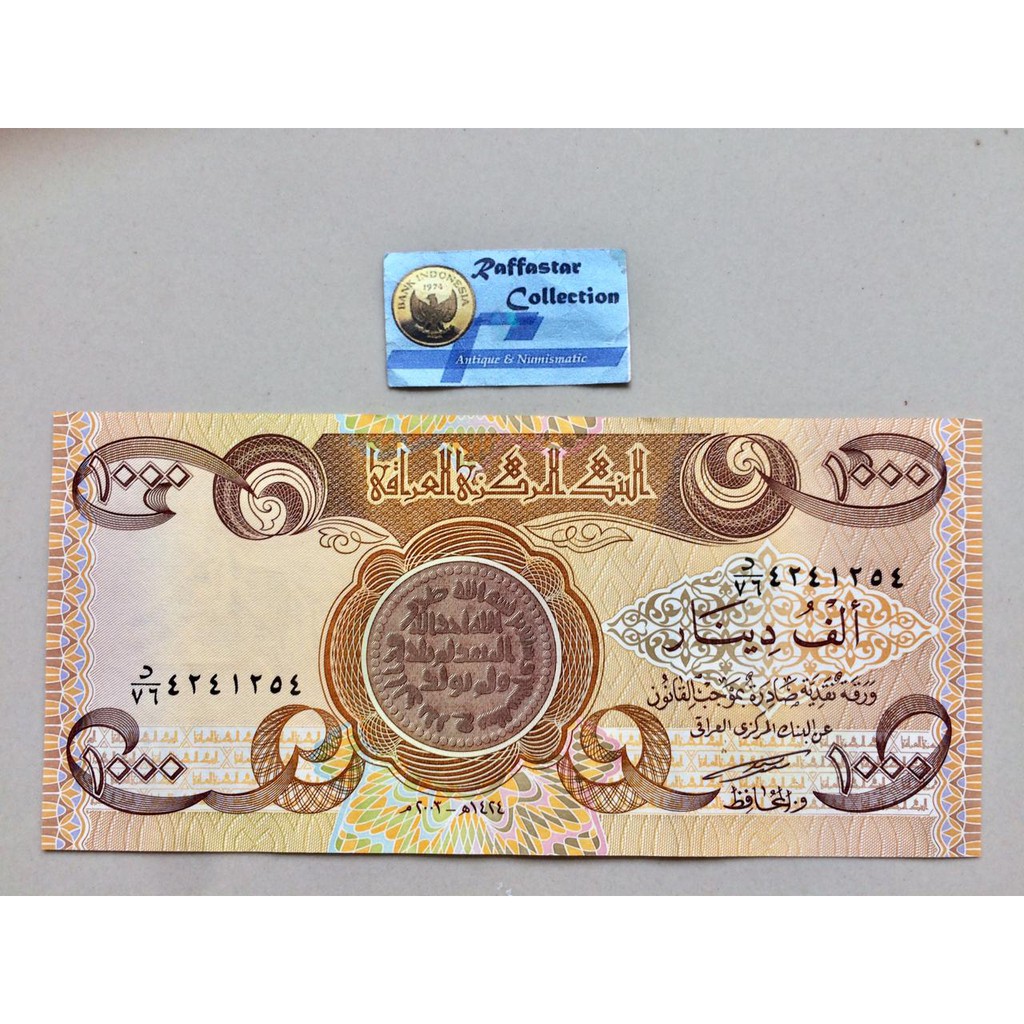 Raffastar
Collection
BANK INDONESIA
1974
Antique & Numismatic
البنك المركزي العراقي
١٠٠٠
١٠٠٠
د/٧٦ ٤٢٤١٢٥٤
ألف دينار
ورقة نقدية صادرة بموجب القانون
عن البنك المركزي العراقي
د/٧٦ ٤٢٤١٢٥٤
المحافظ
١٠٠٠
١٠٠٠
١٤٢٤هـ - ٢٠٠٣م